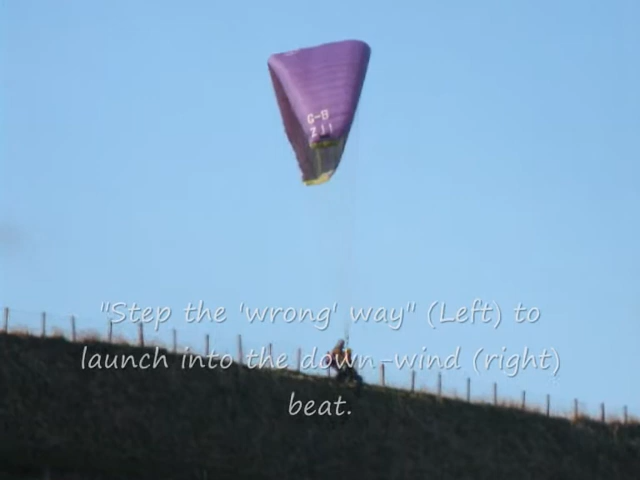 G-B
"Step the 'wrong' way" (Left) to
launch into the down-wind (right)
beat.